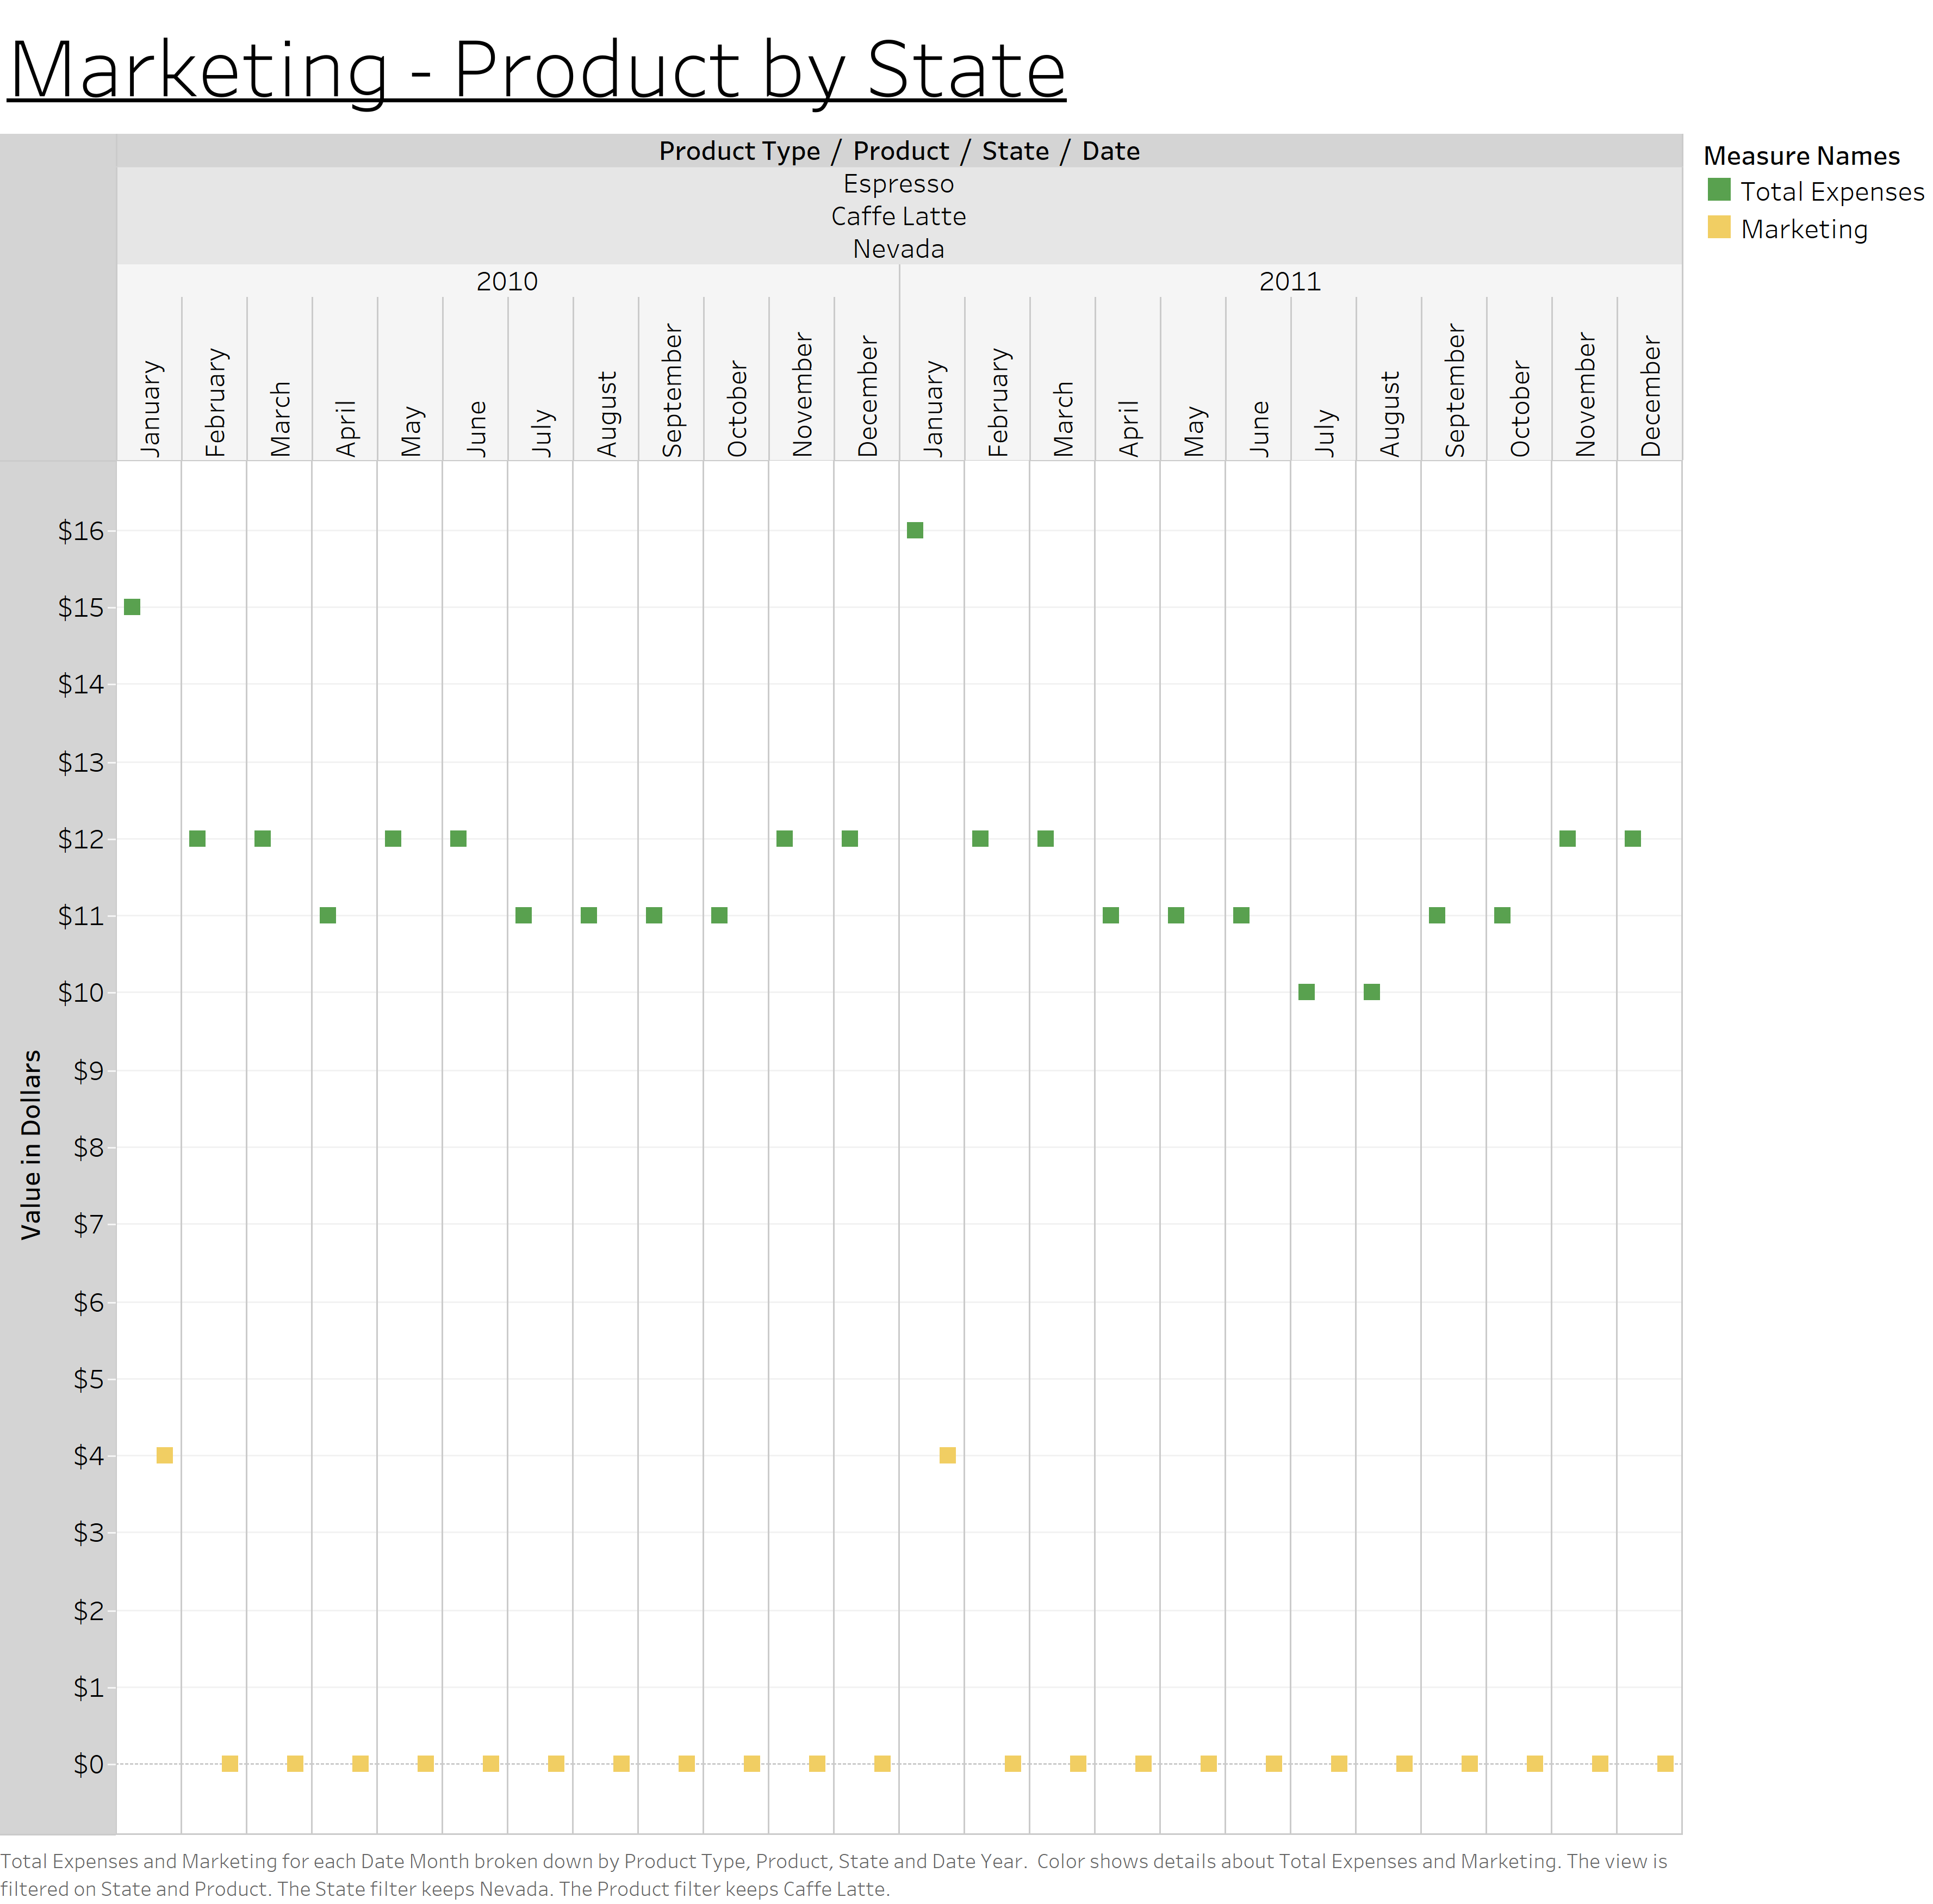 Marketing - Product by State
Product Type / Product / State / Date
Espresso
Caffe Latte
Nevada
2010
2011
January
February
March
April
May
June
July
August
September
October
November
December
January
February
March
April
May
June
July
August
September
October
November
December
Measure Names
Total Expenses
Marketing
Value in Dollars
$16
$15
$14
$13
$12
$11
$10
$9
$8
$7
$6
$5
$4
$3
$2
$1
$0
Total Expenses and Marketing for each Date Month broken down by Product Type, Product, State and Date Year.  Color shows details about Total Expenses and Marketing. The view is
filtered on State and Product. The State filter keeps Nevada. The Product filter keeps Caffe Latte.